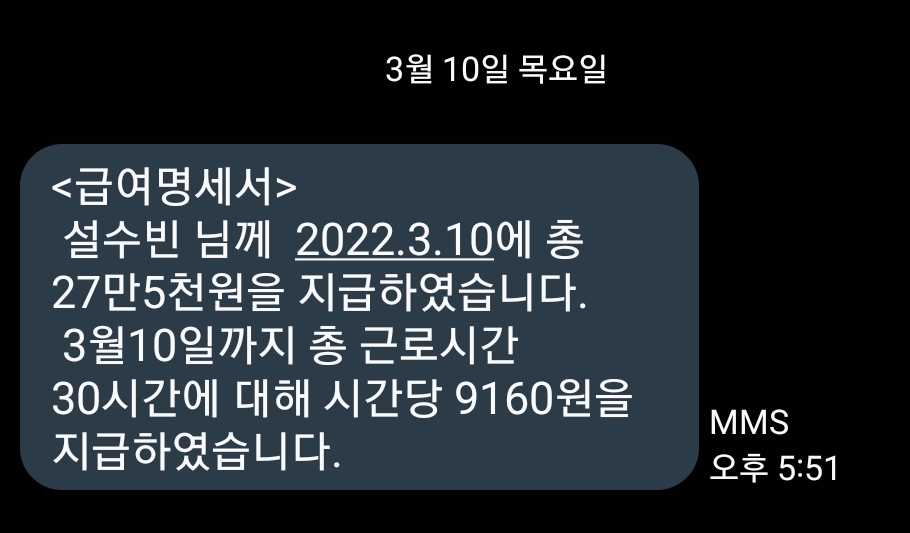 3월 10일 목요일
<급여명세서>
설수빈 님께 2022.3.10에 총
27만5천원을 지급하였습니다.
3월10일까지 총 근로시간
30시간에 대해 시간당 9160원을
지급하였습니다.
MMS
오후 5:51